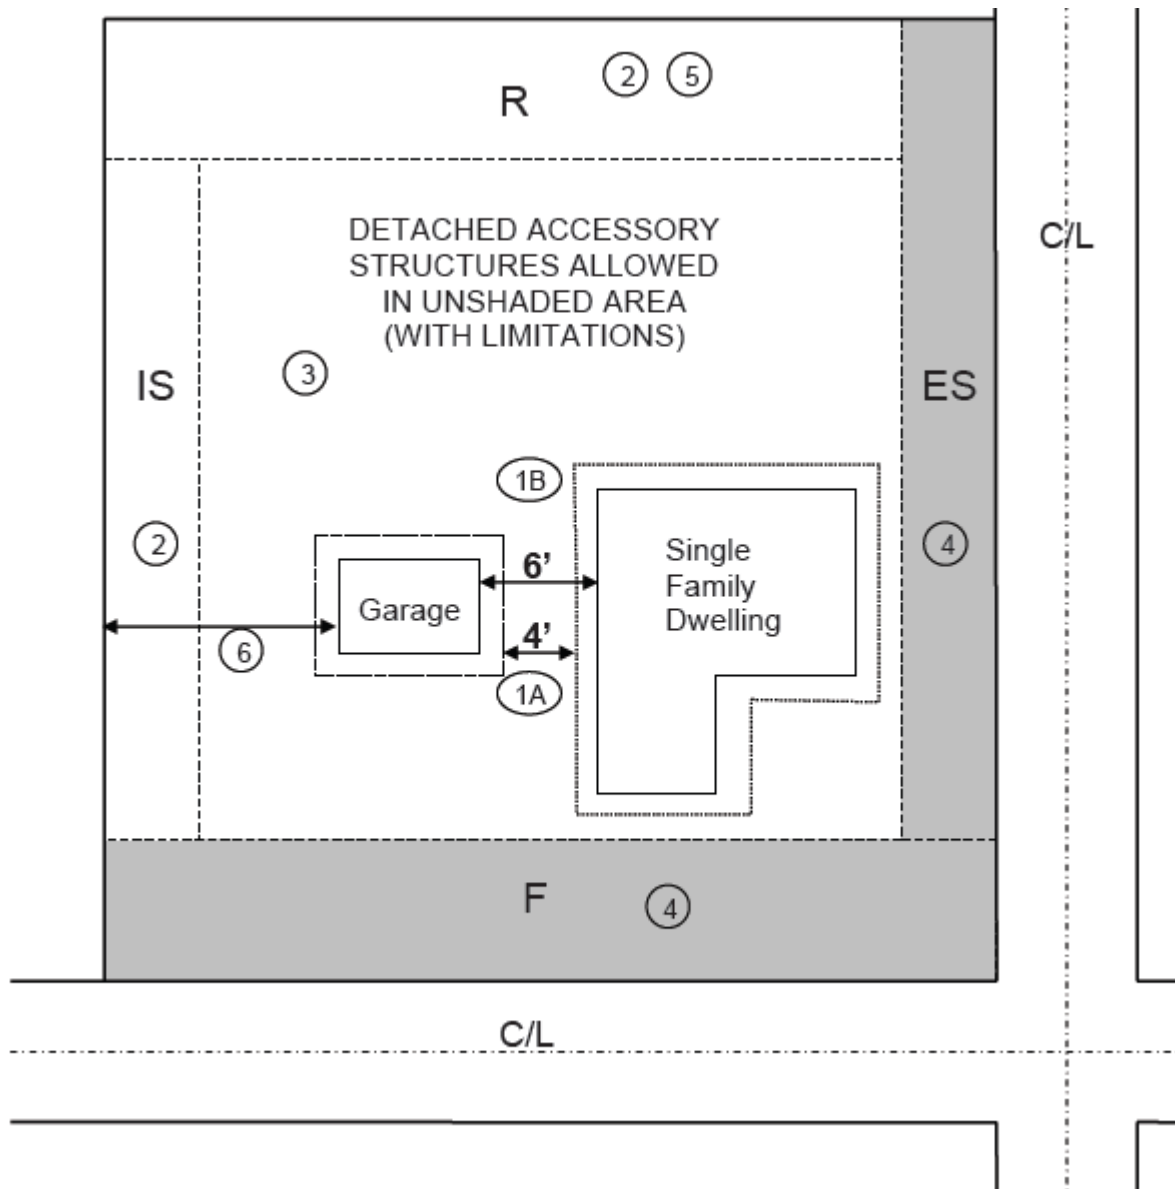 2 5
R
DETACHED ACCESSORY
STRUCTURES ALLOWED
IN UNSHADED AREA
(WITH LIMITATIONS)
C/L
3
IS
ES
1B
2
6’
Single
Family
Dwelling
4
Garage
4’
6
1A
F
4
C/L